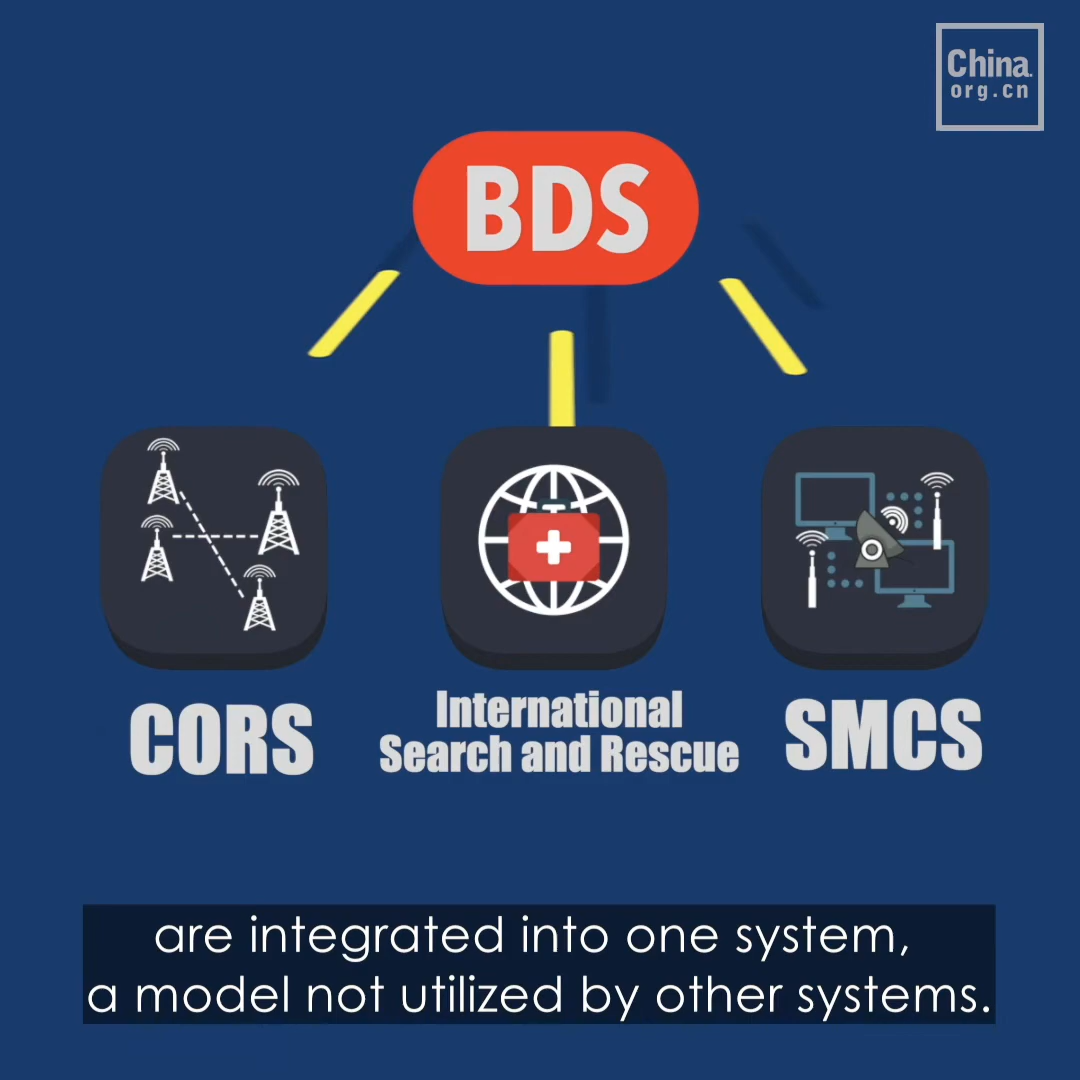 China
org.cn
BDS
CORS
International
Search and Rescue
SMCS
are integrated into one system,
a model not utilized by other systems.